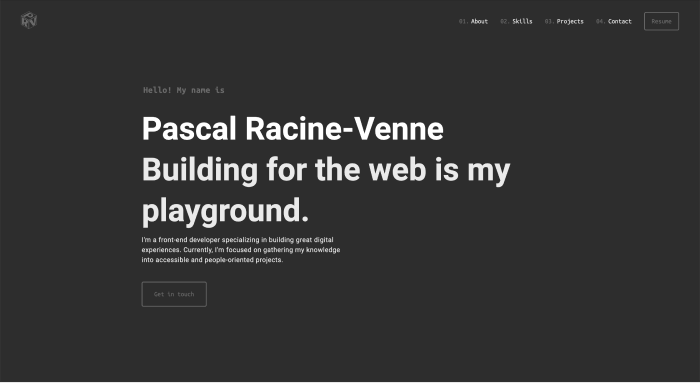 01. About 02. Skills 03. Projects 04. Contact Resume
Hello! My name is
Pascal Racine-Venne
Building for the web is my
playground.
I'm a front-end developer specializing in building great digital
experiences. Currently, I'm focused on gathering my knowledge
into accessible and people-oriented projects.
Get in touch